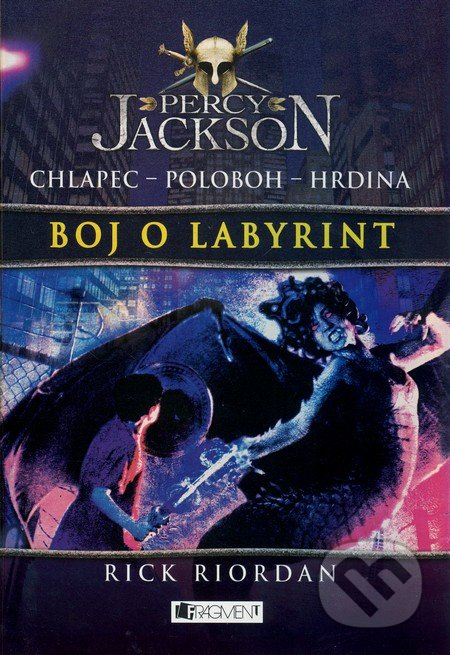 PERCY
JACKSON
CHLAPEC – POLOBOH – HRDINA
BOJ O LABYRINT
RICK RIORDAN
FRAGMENT
m